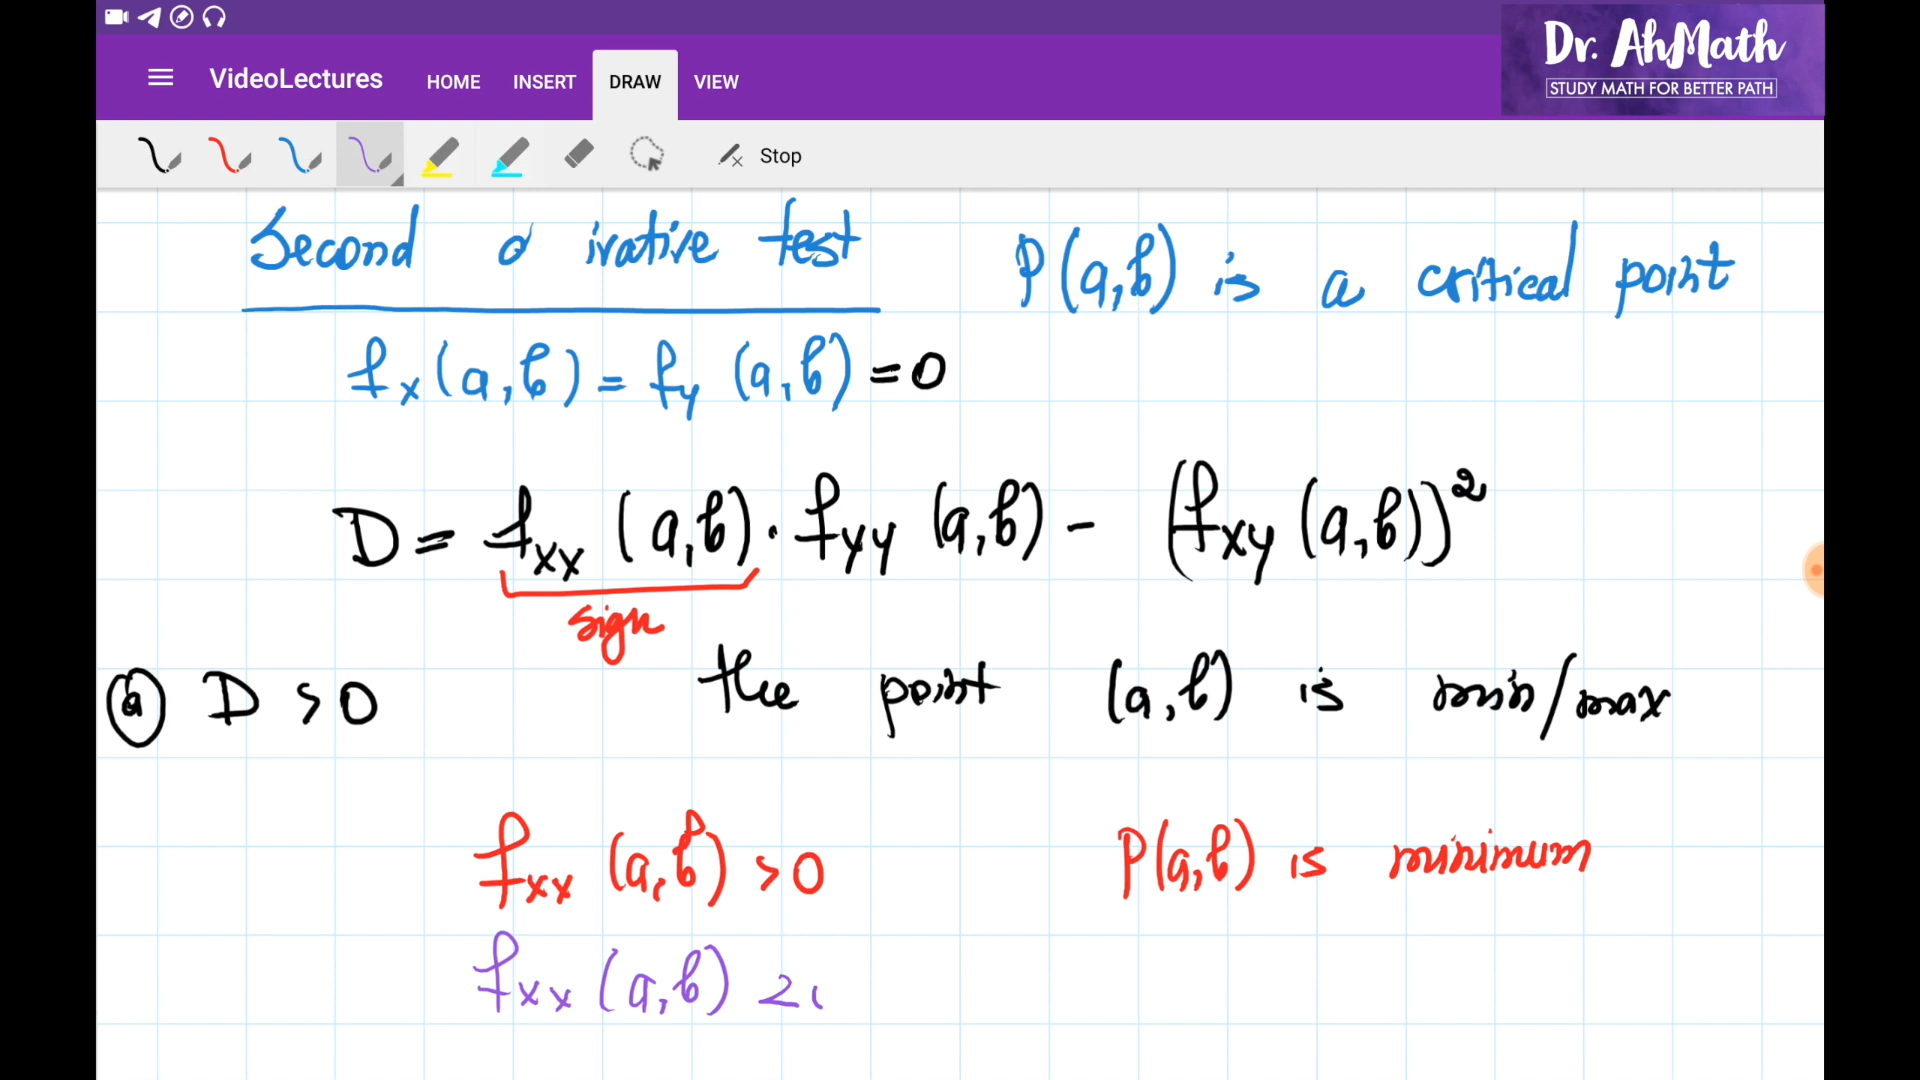 Dr. AhMath
STUDY MATH FOR BETTER PATH
VideoLectures HOME INSERT DRAW VIEW
Stop
Second d irative test P(a,b) is a critical point
fx(a,b) = fy(a,b) = 0
D = fxx(a,b) · fyy(a,b) - (fxy(a,b))²
sign
(a) D > 0 the point (a,b) is min/max
fxx(a,b) > 0 P(a,b) is minimum
fxx(a,b) <